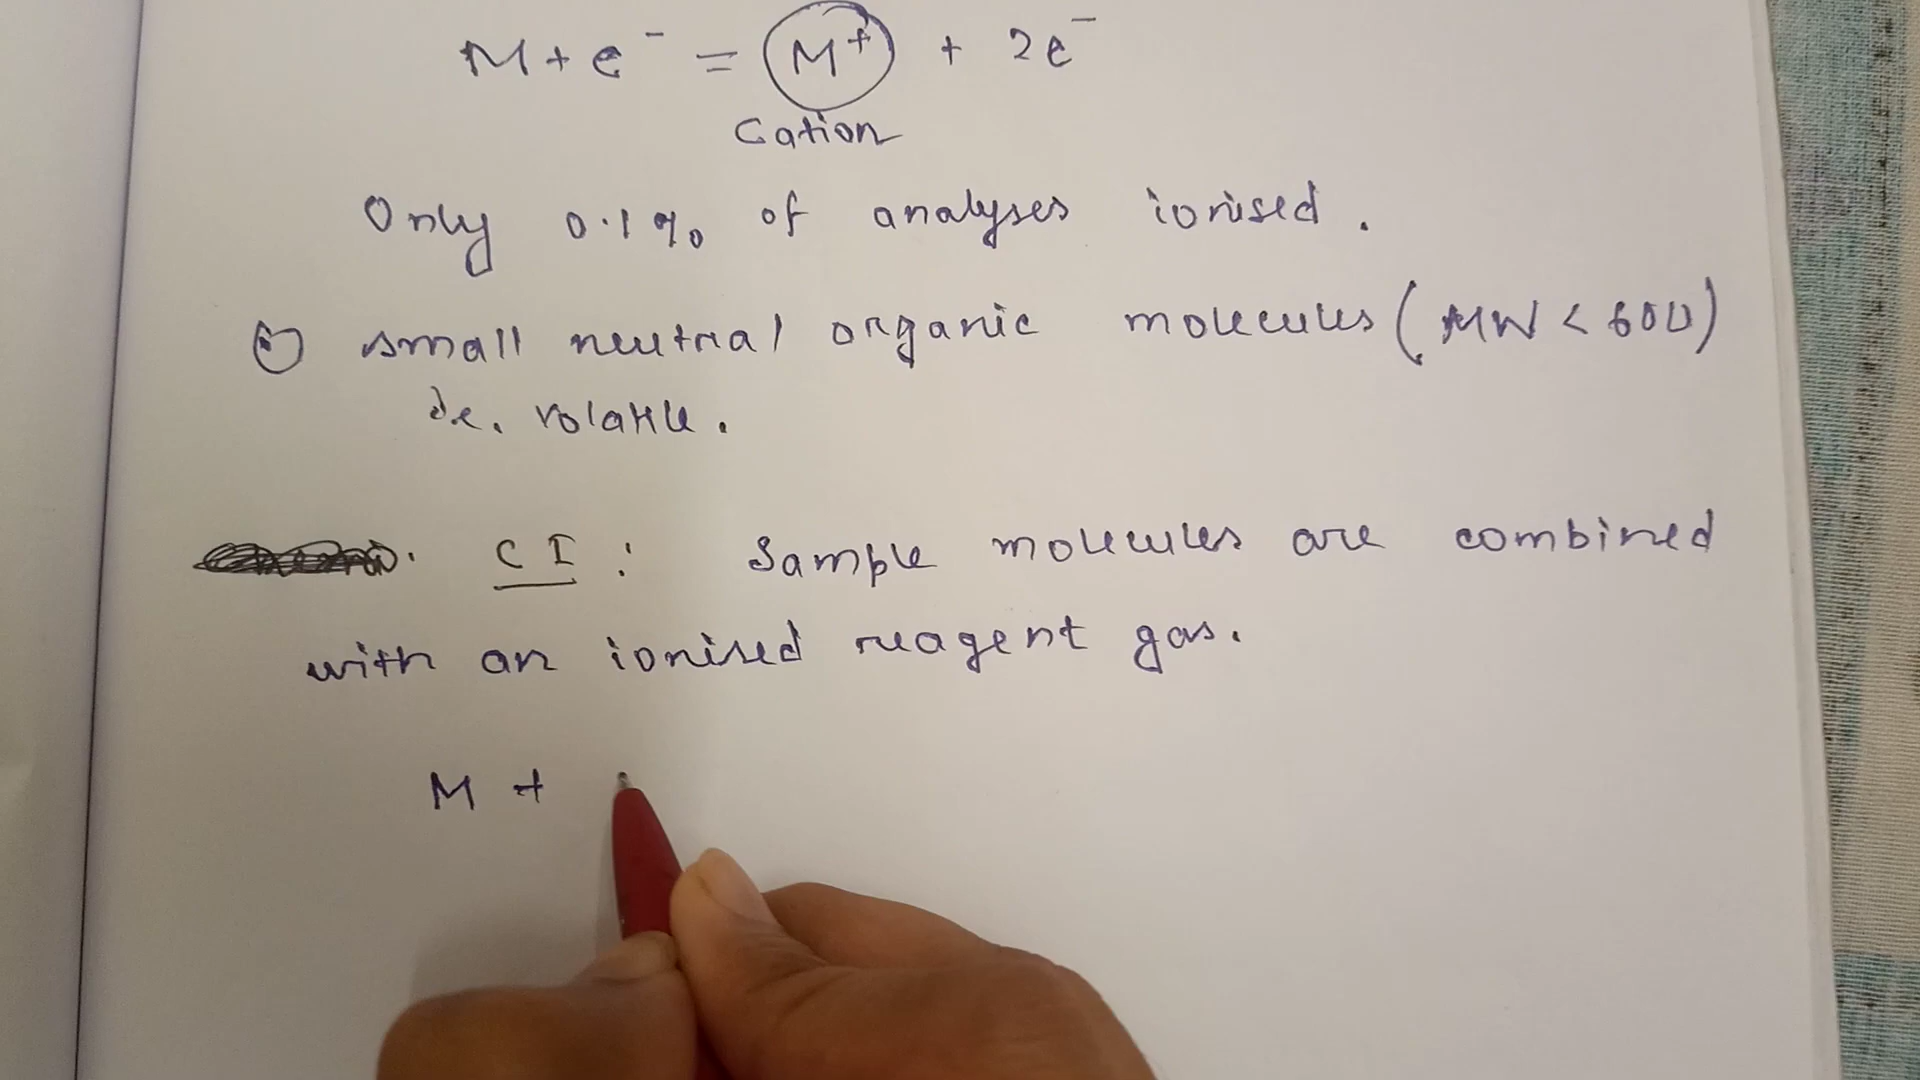 M + e⁻ = M⁺ + 2e⁻
Cation
Only 0.1% of analyses ionised.
small neutral organic molecules (MW < 600)
i.e. volatile.
CI : Sample molecules are combined
with an ionised reagent gas.
M +